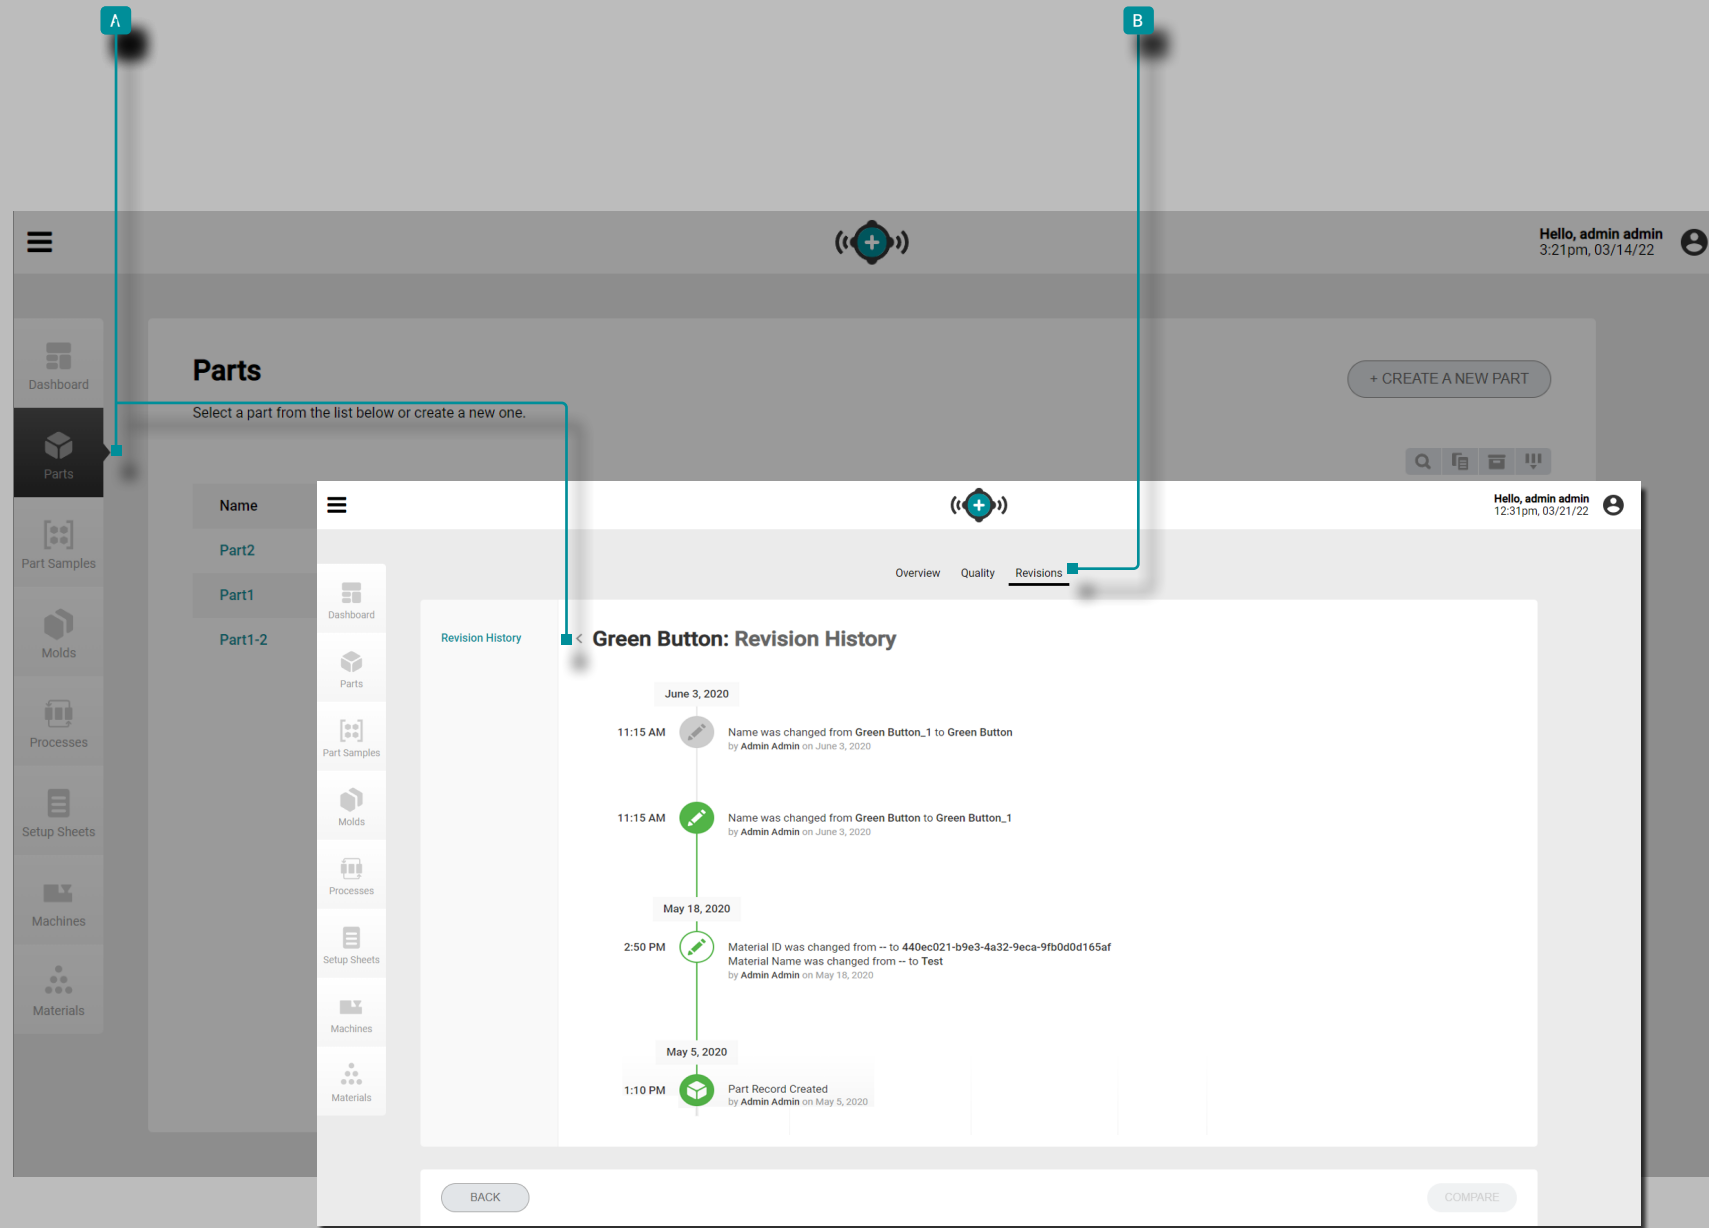 A
B
Hello, admin admin
3:21pm, 03/14/22
Dashboard
Parts
Part Samples
Molds
Processes
Setup Sheets
Machines
Materials
Parts
+ CREATE A NEW PART
Select a part from the list below or create a new one.
Name
Part2
Part1
Part1-2
Hello, admin admin
12:31pm, 03/21/22
Overview
Quality
Revisions
Dashboard
Parts
Part Samples
Molds
Processes
Setup Sheets
Machines
Materials
Revision History
< Green Button: Revision History
June 3, 2020
11:15 AM
Name was changed from Green Button_1 to Green Button
by Admin Admin on June 3, 2020
11:15 AM
Name was changed from Green Button to Green Button_1
by Admin Admin on June 3, 2020
May 18, 2020
2:50 PM
Material ID was changed from -- to 440ec021-b9e3-4a32-9eca-9fb0d0d165af
Material Name was changed from -- to Test
by Admin Admin on May 18, 2020
May 5, 2020
1:10 PM
Part Record Created
by Admin Admin on May 5, 2020
BACK
COMPARE